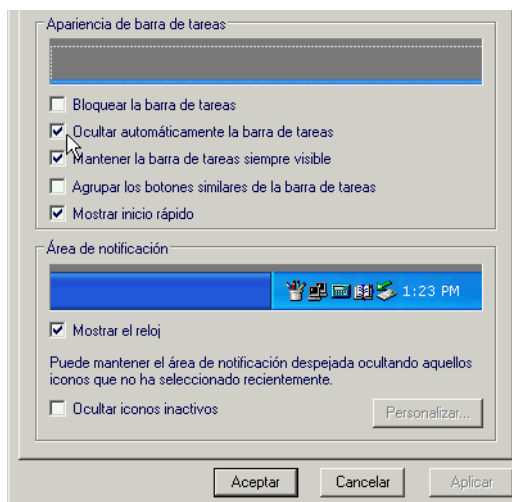 Apariencia de barra de tareas
Bloquear la barra de tareas
Ocultar automáticamente la barra de tareas
Mantener la barra de tareas siempre visible
Agrupar los botones similares de la barra de tareas
Mostrar inicio rápido
Área de notificación
1:23 PM
Mostrar el reloj
Puede mantener el área de notificación despejada ocultando aquellos
iconos que no ha seleccionado recientemente.
Ocultar iconos inactivos
Personalizar...
Aceptar
Cancelar
Aplicar